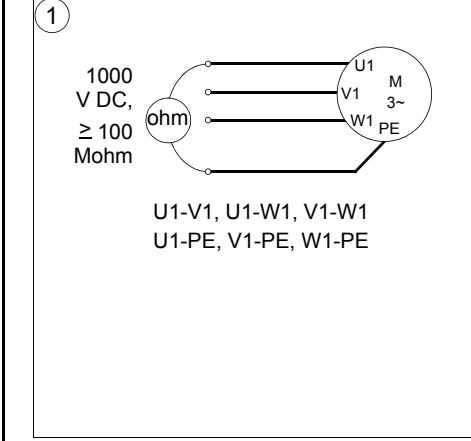 1
1000
V DC,
≥ 100
Mohm
ohm
U1
V1
W1
PE
M
3~
U1-V1, U1-W1, V1-W1
U1-PE, V1-PE, W1-PE